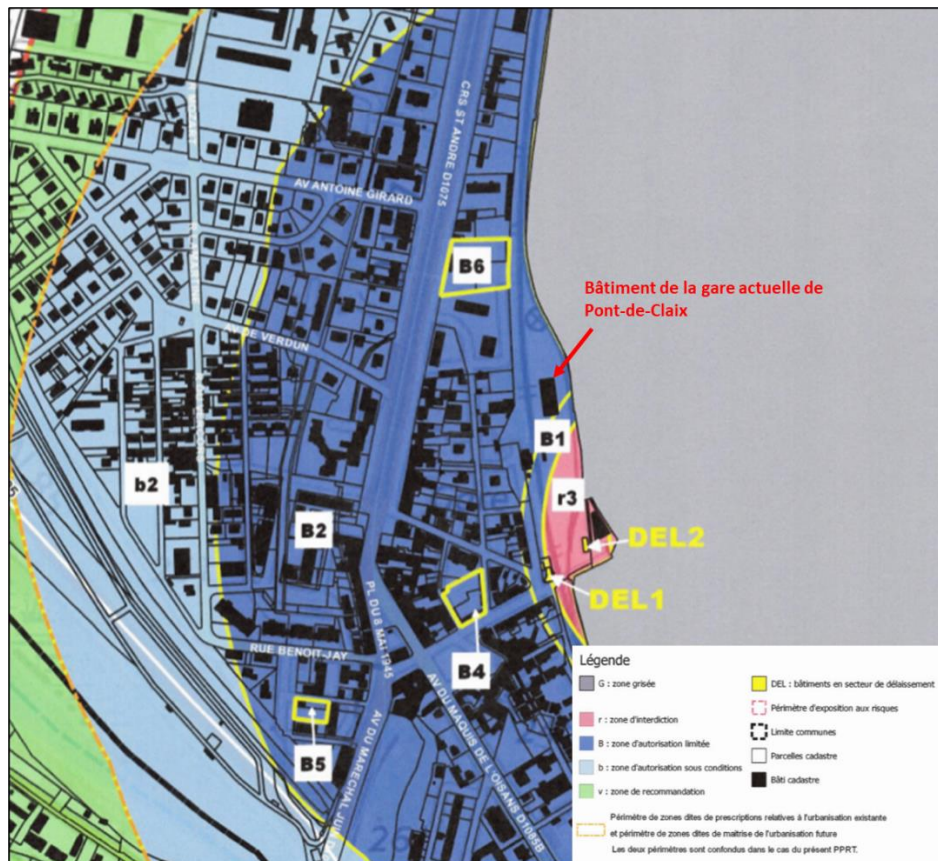 CRS ST ANDRE D1075
AV ANTOINE GIRARD
B6
Bâtiment de la gare actuelle de
Pont-de-Claix
AV DE VERDUN
B1
b2
r3
B2
DEL2
DEL1
PL DU 8 MAI 1945
RUE BENOIT-JAY
B4
AV DU MAQUIS DE L'OISANS D1085B
B5
AV DU MARECHAL JUIN
26
Légende
G : zone grisée
r : zone d'interdiction
B : zone d'autorisation limitée
b : zone d'autorisation sous conditions
v : zone de recommandation
DEL : bâtiments en secteur de délaissement
Périmètre d'exposition aux risques
Limite communes
Parcelles cadastre
Bâti cadastre
Périmètre de zones dites de prescriptions relatives à l'urbanisation existante
et périmètre de zones dites de maîtrise de l'urbanisation future
Les deux périmètres sont confondus dans le cas du présent PPRT.